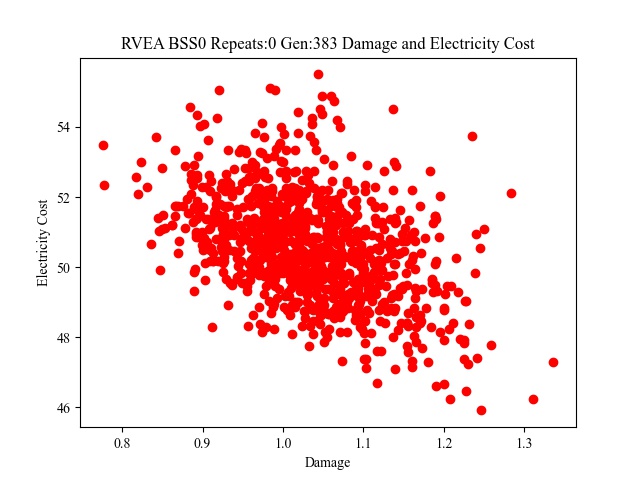 RVEA BSS0 Repeats:0 Gen:383 Damage and Electricity Cost
Electricity Cost
54
52
50
48
46
0.8 0.9 1.0 1.1 1.2 1.3
Damage